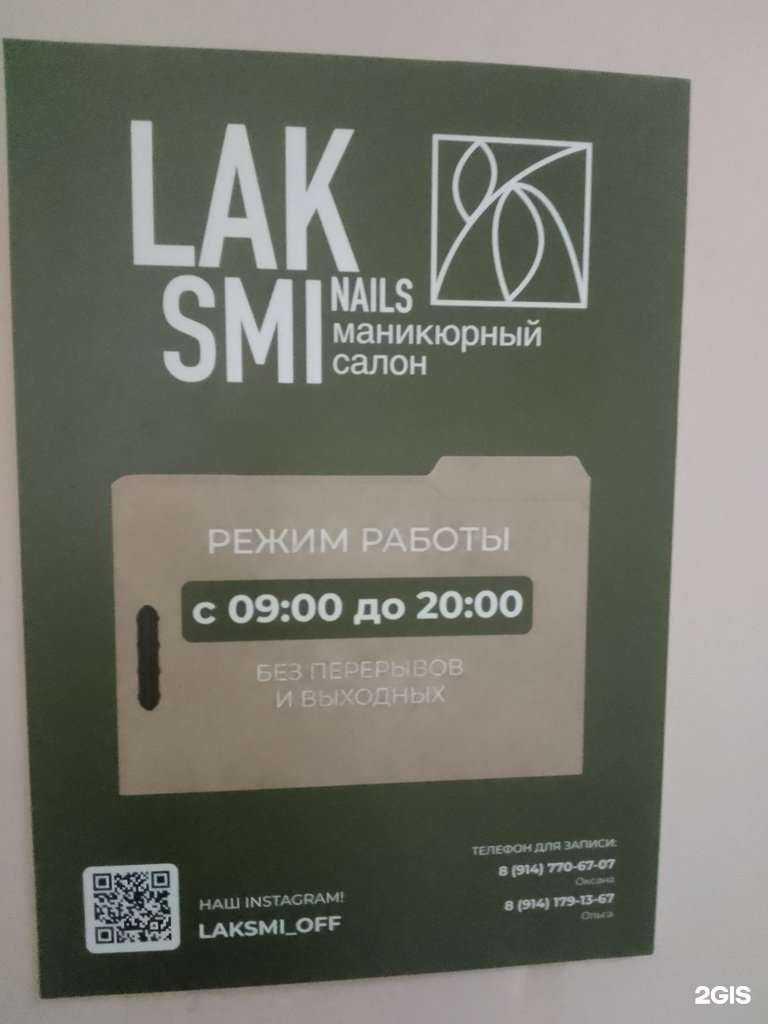 LAK
SMI
NAILS
маникюрный
салон
РЕЖИМ РАБОТЫ
с 09:00 до 20:00
БЕЗ ПЕРЕРЫВОВ
И ВЫХОДНЫХ
ТЕЛЕФОН ДЛЯ ЗАПИСИ:
8 (914) 770-67-07
Оксана
8 (914) 179-13-67
Ольга
НАШ INSTAGRAM!
LAKSMI_OFF
2GIS